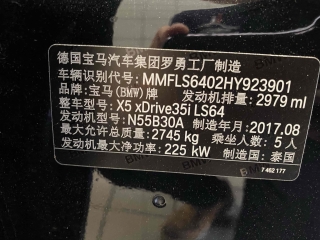 德国宝马汽车集团罗勇工厂制造
车辆识别代号: MMFLS6402HY923901
品牌: 宝马(BMW)牌 发动机排量: 2979 ml
整车型号: X5 xDrive35i LS64
发动机型号: N55B30A 制造年月: 2017.08
最大允许总质量: 2745 kg 乘坐人数: 5 人
发动机最大净功率: 225 kW 制造国: 泰国
7 462 177